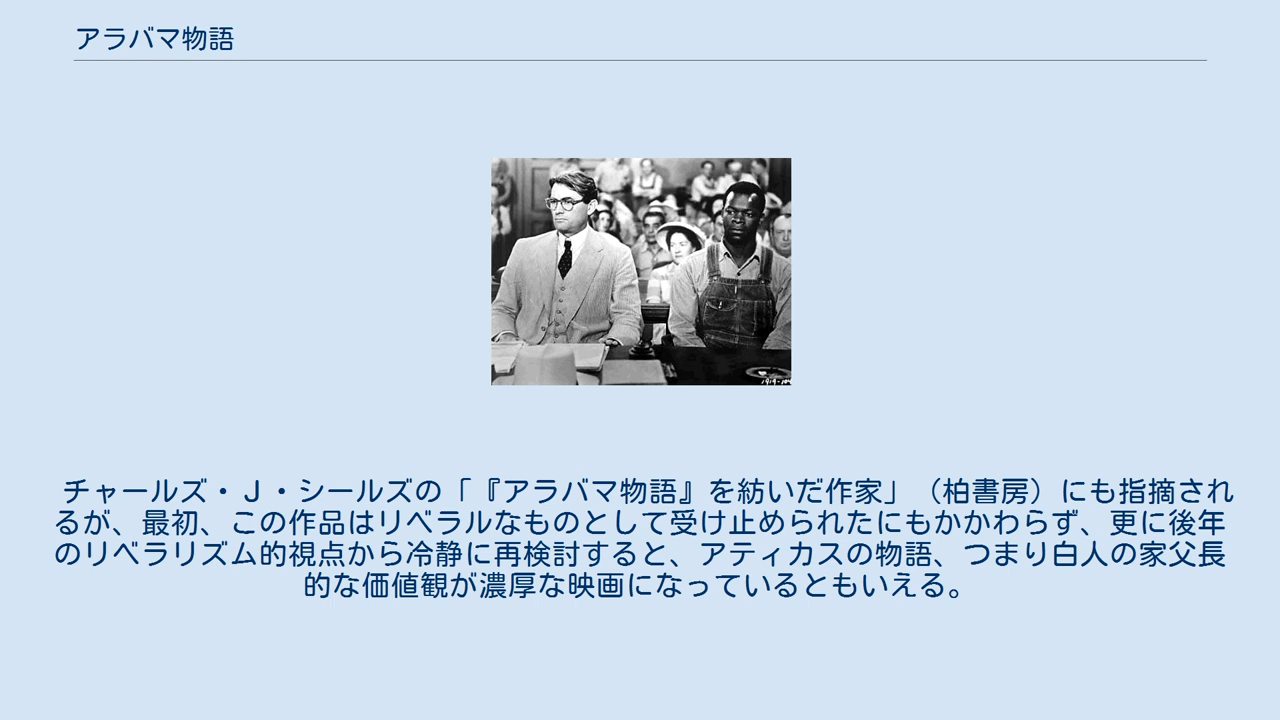 アラバマ物語
1919-104
チャールズ・Ｊ・シールズの「『アラバマ物語』を紡いだ作家」（柏書房）にも指摘され
るが、最初、この作品はリベラルなものとして受け止められたにもかかわらず、更に後年
のリベラリズム的視点から冷静に再検討すると、アティカスの物語、つまり白人の家父長
的な価値観が濃厚な映画になっているともいえる。